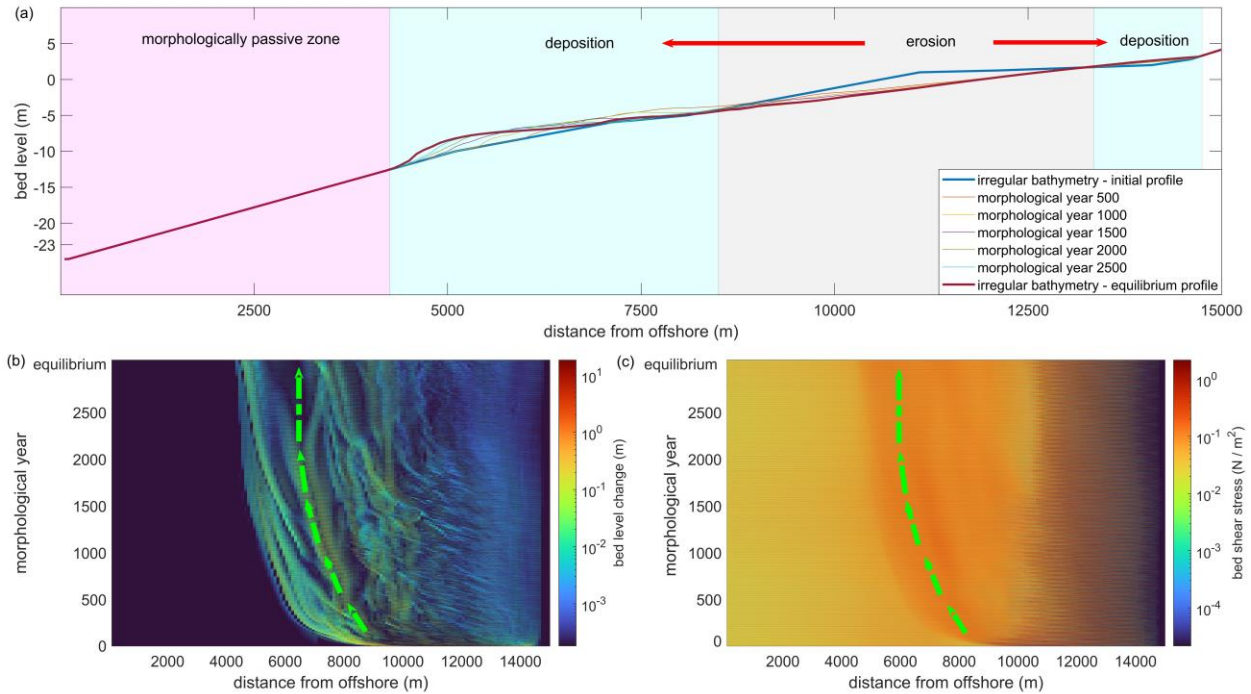 (a)
morphologically passive zone
deposition
erosion
deposition
bed level (m)
5
0
-5
-10
-15
-20
-23
irregular bathymetry - initial profile
morphological year 500
morphological year 1000
morphological year 1500
morphological year 2000
morphological year 2500
irregular bathymetry - equilibrium profile
2500 5000 7500 10000 12500 15000
distance from offshore (m)
(b)
equilibrium
2500
2000
1500
1000
500
0
morphological year
2000 4000 6000 8000 10000 12000 14000
distance from offshore (m)
10^1
10^0
10^-1
10^-2
10^-3
bed level change (m)
(c)
equilibrium
2500
2000
1500
1000
500
0
morphological year
2000 4000 6000 8000 10000 12000 14000
distance from offshore (m)
10^0
10^-1
10^-2
10^-3
10^-4
bed shear stress (N / m^2)